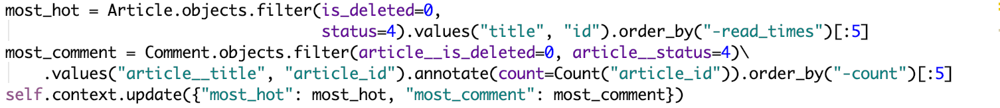 most_hot = Article.objects.filter(is_deleted=0,
                                  status=4).values("title", "id").order_by("-read_times")[:5]
most_comment = Comment.objects.filter(article__is_deleted=0, article__status=4)\
    .values("article__title", "article_id").annotate(count=Count("article_id")).order_by("-count")[:5]
self.context.update({"most_hot": most_hot, "most_comment": most_comment})